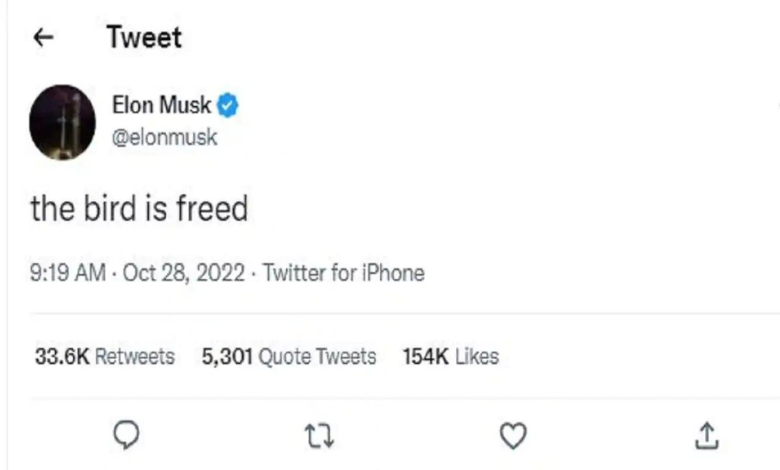 Tweet
Elon Musk
@elonmusk
the bird is freed
9:19 AM · Oct 28, 2022 · Twitter for iPhone
33.6K Retweets 5,301 Quote Tweets 154K Likes